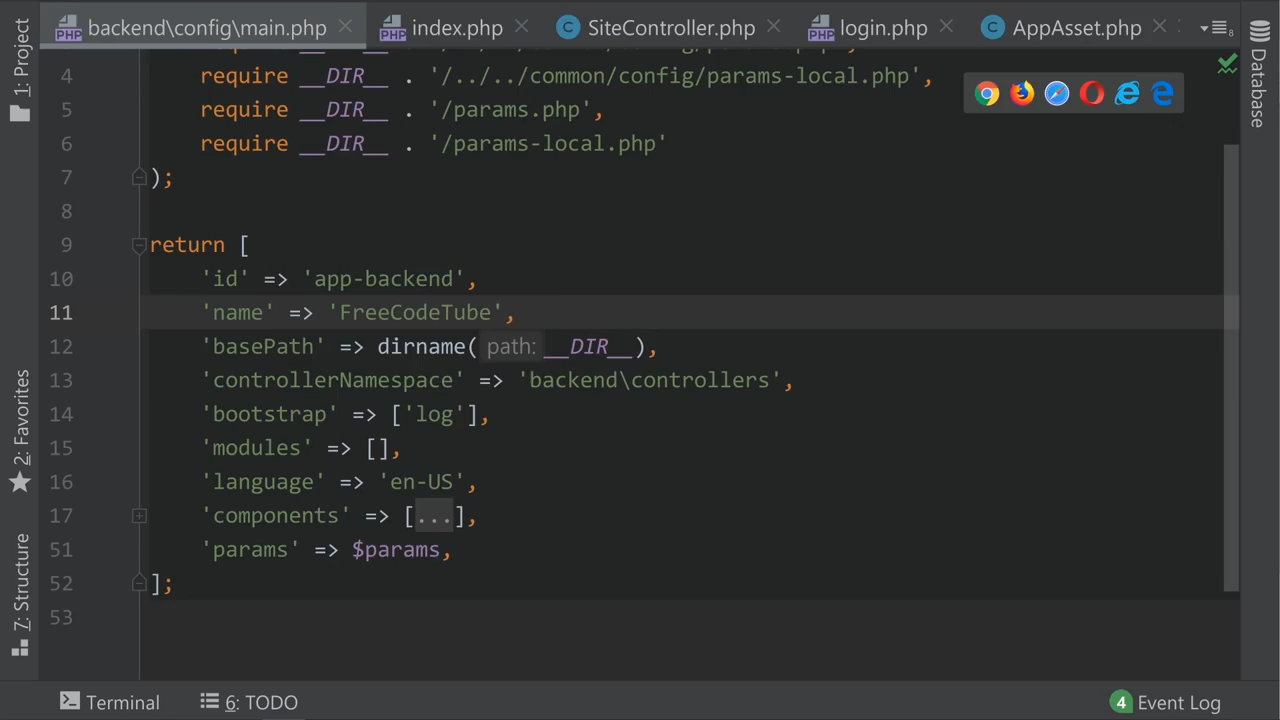 backend\config\main.php
index.php
SiteController.php
login.php
AppAsset.php
8
1: Project
2: Favorites
7: Structure
Database
4 require __DIR__ . '/../../common/config/params-local.php',
5 require __DIR__ . '/params.php',
6 require __DIR__ . '/params-local.php'
7 );
8
9 return [
10 'id' => 'app-backend',
11 'name' => 'FreeCodeTube',
12 'basePath' => dirname( path: __DIR__),
13 'controllerNamespace' => 'backend\controllers',
14 'bootstrap' => ['log'],
15 'modules' => [],
16 'language' => 'en-US',
17 'components' => [...],
51 'params' => $params,
52 ];
53
Terminal
6: TODO
4 Event Log